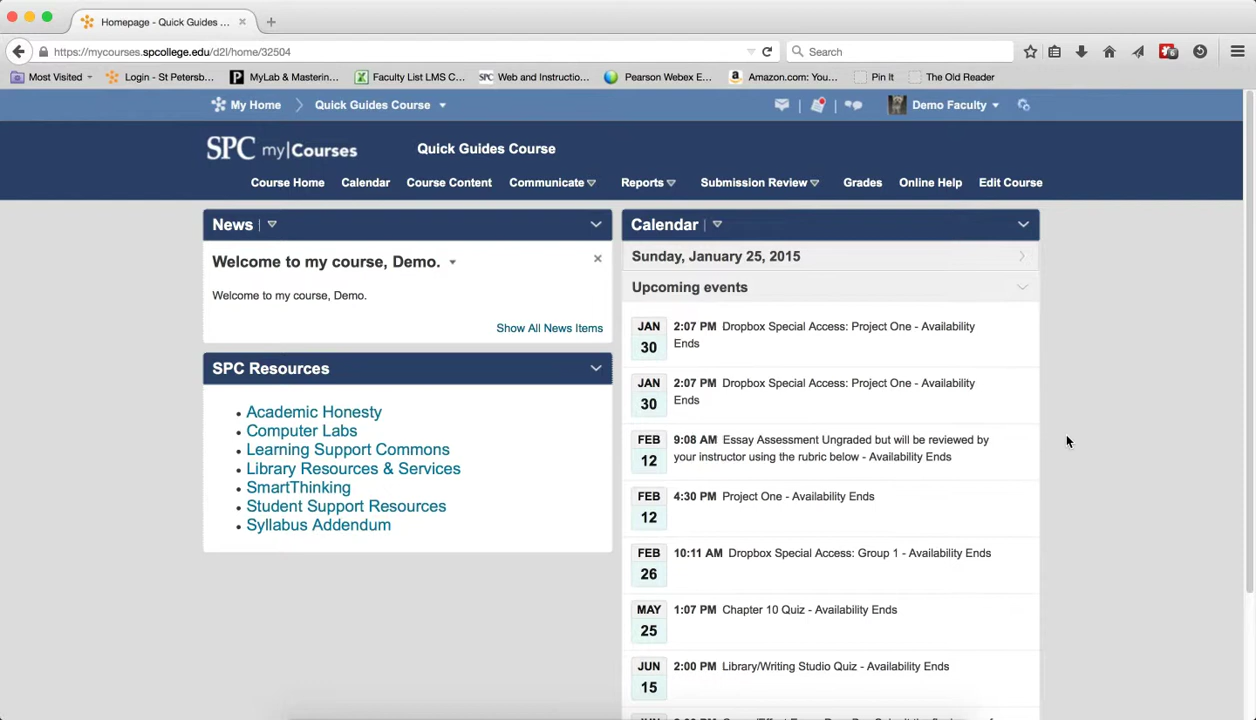 Homepage - Quick Guides ...
https://mycourses.spcollege.edu/d2l/home/32504
Search
Most Visited
Login - St Petersb...
MyLab & Mastering...
Faculty List LMS C...
Web and Instructio...
Pearson Webex E...
Amazon.com: You...
Pin It
The Old Reader
My Home
Quick Guides Course
Demo Faculty
SPC my|Courses
Quick Guides Course
Course Home
Calendar
Course Content
Communicate
Reports
Submission Review
Grades
Online Help
Edit Course
News
Welcome to my course, Demo.
Welcome to my course, Demo.
Show All News Items
SPC Resources
Academic Honesty
Computer Labs
Learning Support Commons
Library Resources & Services
SmartThinking
Student Support Resources
Syllabus Addendum
Calendar
Sunday, January 25, 2015
Upcoming events
JAN
30
2:07 PM Dropbox Special Access: Project One - Availability
Ends
JAN
30
2:07 PM Dropbox Special Access: Project One - Availability
Ends
FEB
12
9:08 AM Essay Assessment Ungraded but will be reviewed by
your instructor using the rubric below - Availability Ends
FEB
12
4:30 PM Project One - Availability Ends
FEB
26
10:11 AM Dropbox Special Access: Group 1 - Availability Ends
MAY
25
1:07 PM Chapter 10 Quiz - Availability Ends
JUN
15
2:00 PM Library/Writing Studio Quiz - Availability Ends